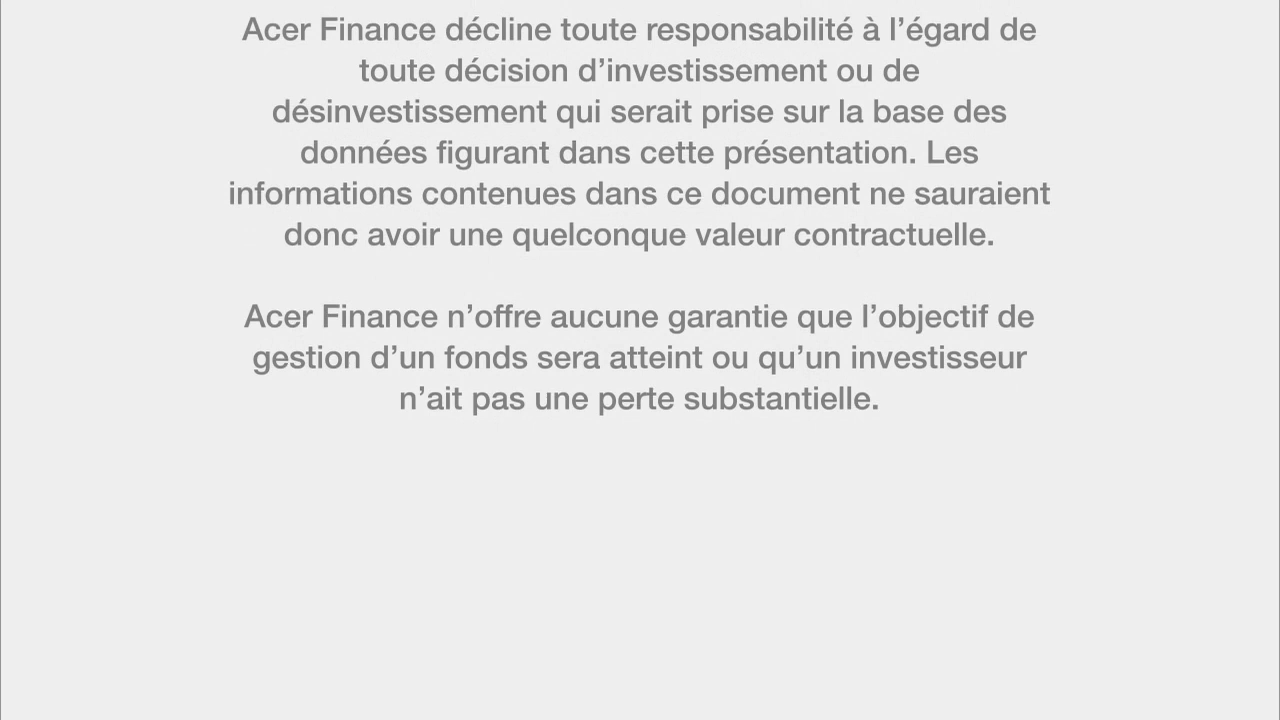 Acer Finance décline toute responsabilité à l’égard de
toute décision d’investissement ou de
désinvestissement qui serait prise sur la base des
données figurant dans cette présentation. Les
informations contenues dans ce document ne sauraient
donc avoir une quelconque valeur contractuelle.
Acer Finance n’offre aucune garantie que l’objectif de
gestion d’un fonds sera atteint ou qu’un investisseur
n’ait pas une perte substantielle.